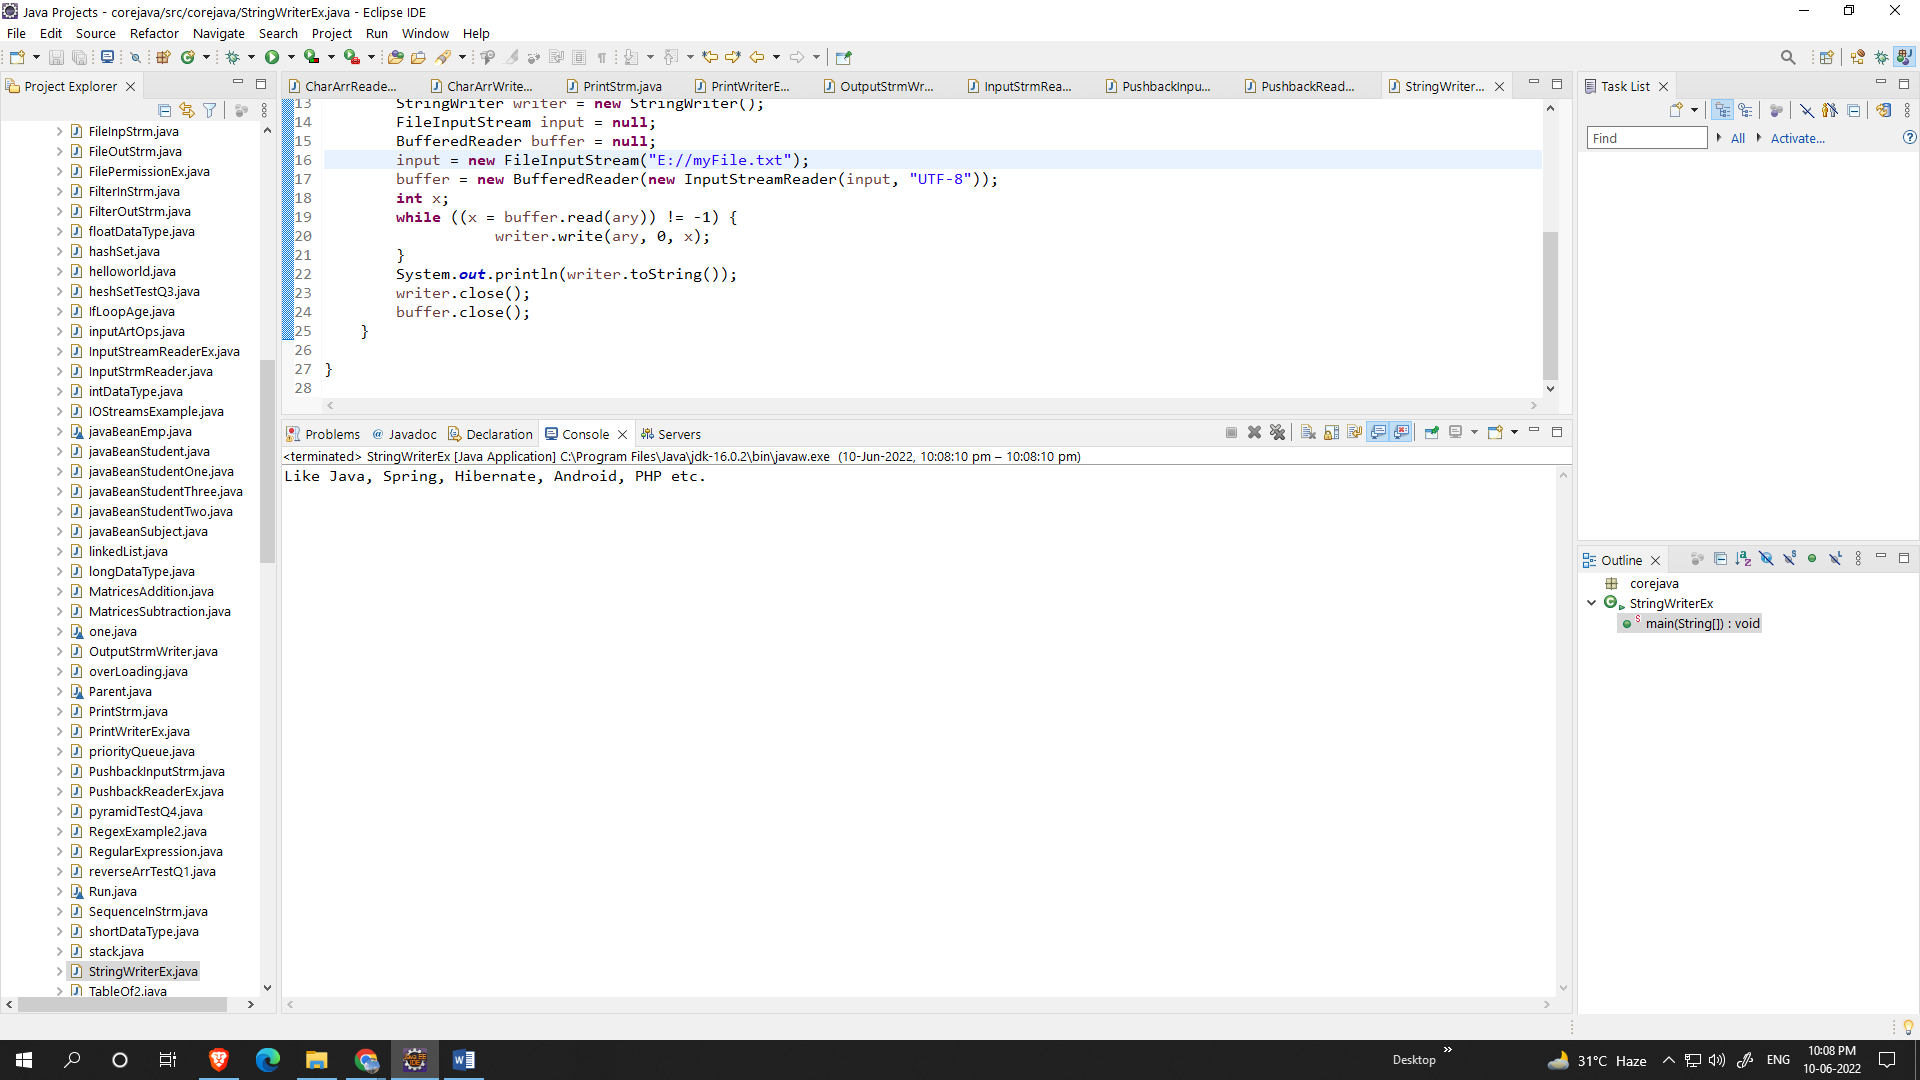 Java Projects - corejava/src/corejava/StringWriterEx.java - Eclipse IDE
File Edit Source Refactor Navigate Search Project Run Window Help
Project Explorer
FileInpStrm.java
FileOutStrm.java
FilePermissionEx.java
FilterInStrm.java
FilterOutStrm.java
floatDataType.java
hashSet.java
helloworld.java
heshSetTestQ3.java
IfLoopAge.java
inputArtOps.java
InputStreamReaderEx.java
InputStrmReader.java
intDataType.java
IOStreamsExample.java
javaBeanEmp.java
javaBeanStudent.java
javaBeanStudentOne.java
javaBeanStudentThree.java
javaBeanStudentTwo.java
javaBeanSubject.java
linkedList.java
longDataType.java
MatricesAddition.java
MatricesSubtraction.java
one.java
OutputStrmWriter.java
overLoading.java
Parent.java
PrintStrm.java
PrintWriterEx.java
priorityQueue.java
PushbackInputStrm.java
PushbackReaderEx.java
pyramidTestQ4.java
RegexExample2.java
RegularExpression.java
reverseArrTestQ1.java
Run.java
SequenceInStrm.java
shortDataType.java
stack.java
StringWriterEx.java
TableOf2.java
CharArrReade... CharArrWrite... PrintStrm.java PrintWriterE... OutputStrmWr... InputStrmRea... PushbackInpu... PushbackRead... StringWriter...
13 StringWriter writer = new StringWriter();
14 FileInputStream input = null;
15 BufferedReader buffer = null;
16 input = new FileInputStream("E://myFile.txt");
17 buffer = new BufferedReader(new InputStreamReader(input, "UTF-8"));
18 int x;
19 while ((x = buffer.read(ary)) != -1) {
20 writer.write(ary, 0, x);
21 }
22 System.out.println(writer.toString());
23 writer.close();
24 buffer.close();
25 }
26
27 }
28
Problems @ Javadoc Declaration Console Servers
<terminated> StringWriterEx [Java Application] C:\Program Files\Java\jdk-16.0.2\bin\javaw.exe (10-Jun-2022, 10:08:10 pm – 10:08:10 pm)
Like Java, Spring, Hibernate, Android, PHP etc.
Task List
Find All Activate...
Outline
corejava
StringWriterEx
main(String[]) : void
Desktop
31°C Haze
ENG
10:08 PM
10-06-2022